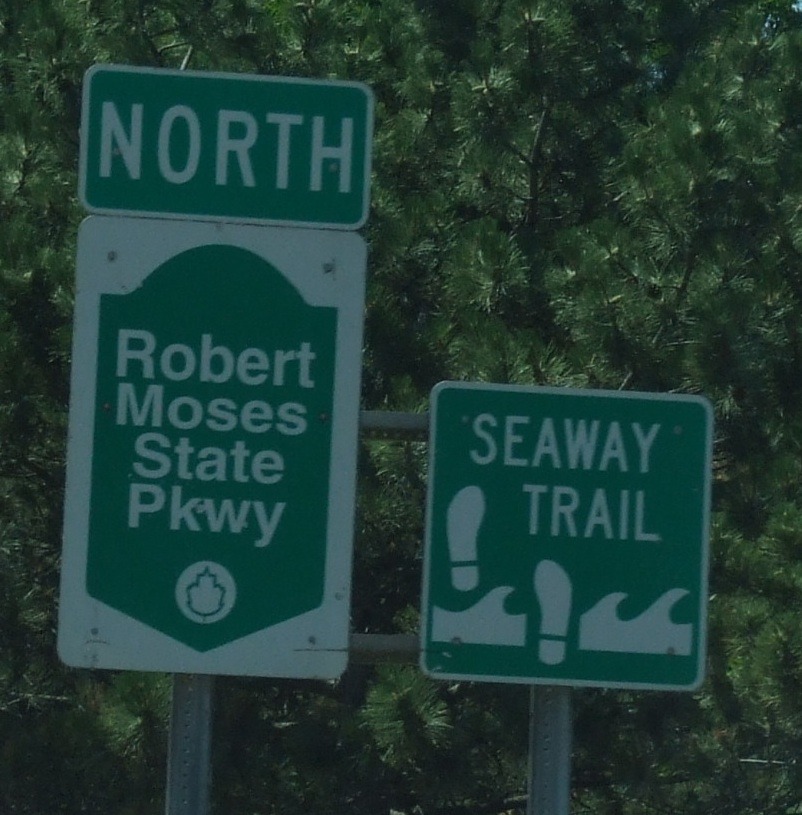 NORTH
Robert
Moses
State
Pkwy
SEAWAY
TRAIL